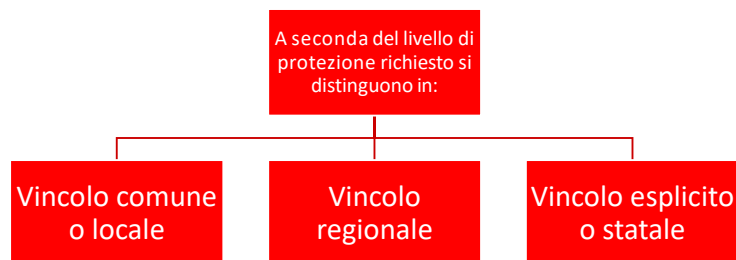 A seconda del livello di
protezione richiesto si
distinguono in:
Vincolo comune
o locale
Vincolo
regionale
Vincolo esplicito
o statale